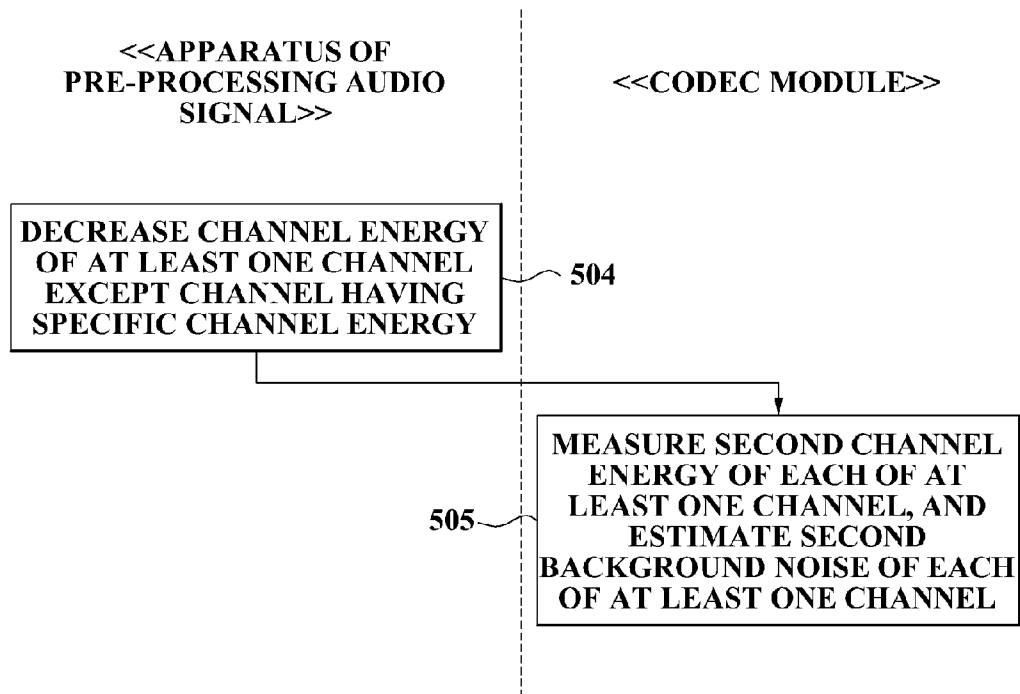 <<APPARATUS OF
PRE-PROCESSING AUDIO
SIGNAL>>
<<CODEC MODULE>>
DECREASE CHANNEL ENERGY
OF AT LEAST ONE CHANNEL
EXCEPT CHANNEL HAVING
SPECIFIC CHANNEL ENERGY
504
MEASURE SECOND CHANNEL
ENERGY OF EACH OF AT
LEAST ONE CHANNEL, AND
ESTIMATE SECOND
BACKGROUND NOISE OF EACH
OF AT LEAST ONE CHANNEL
505